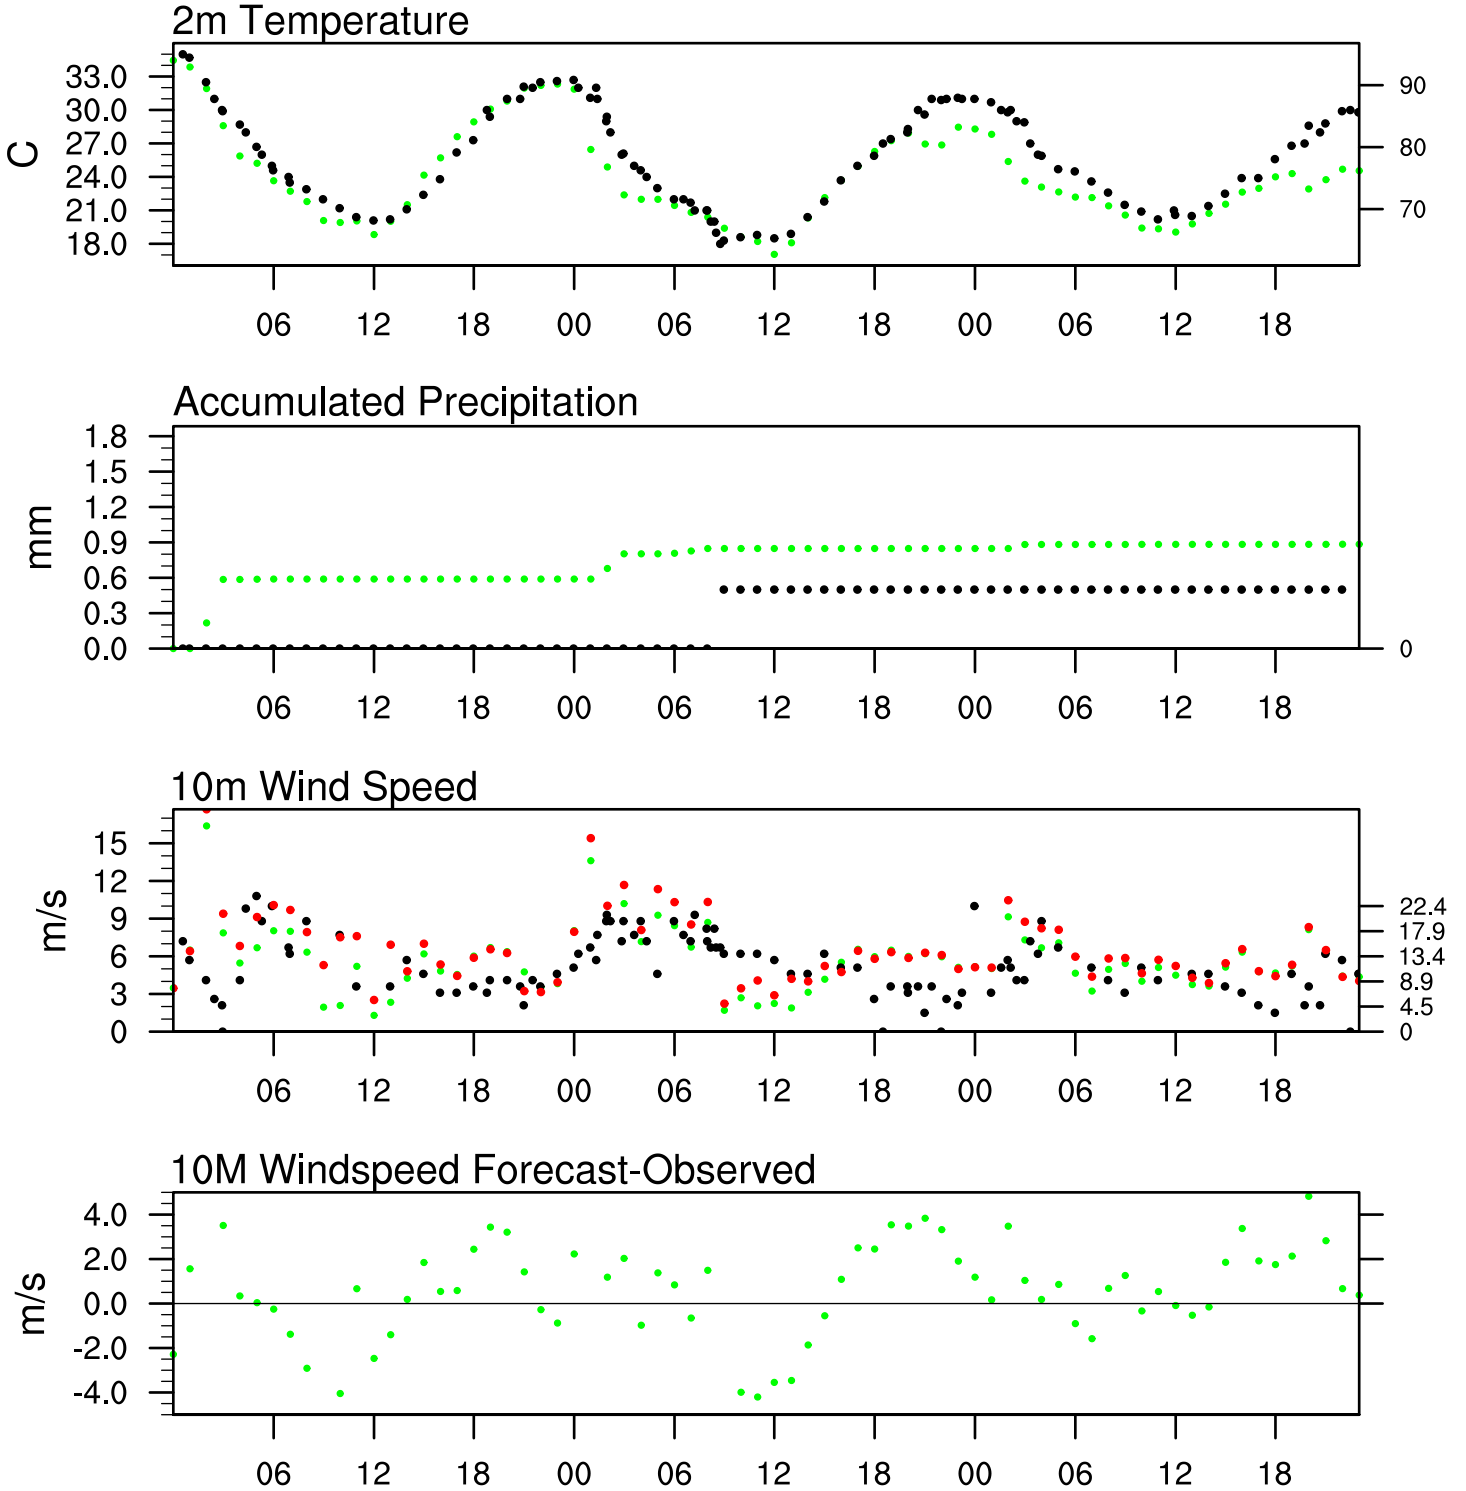 2m Temperature
33.0
30.0
27.0
24.0
21.0
18.0
C
90
80
70
06 12 18 00 06 12 18 00 06 12 18
Accumulated Precipitation
1.8
1.5
1.2
0.9
0.6
0.3
0.0
mm
0
06 12 18 00 06 12 18 00 06 12 18
10m Wind Speed
15
12
9
6
3
0
m/s
22.4
17.9
13.4
8.9
4.5
0
06 12 18 00 06 12 18 00 06 12 18
10M Windspeed Forecast-Observed
4.0
2.0
0.0
-2.0
-4.0
m/s
06 12 18 00 06 12 18 00 06 12 18